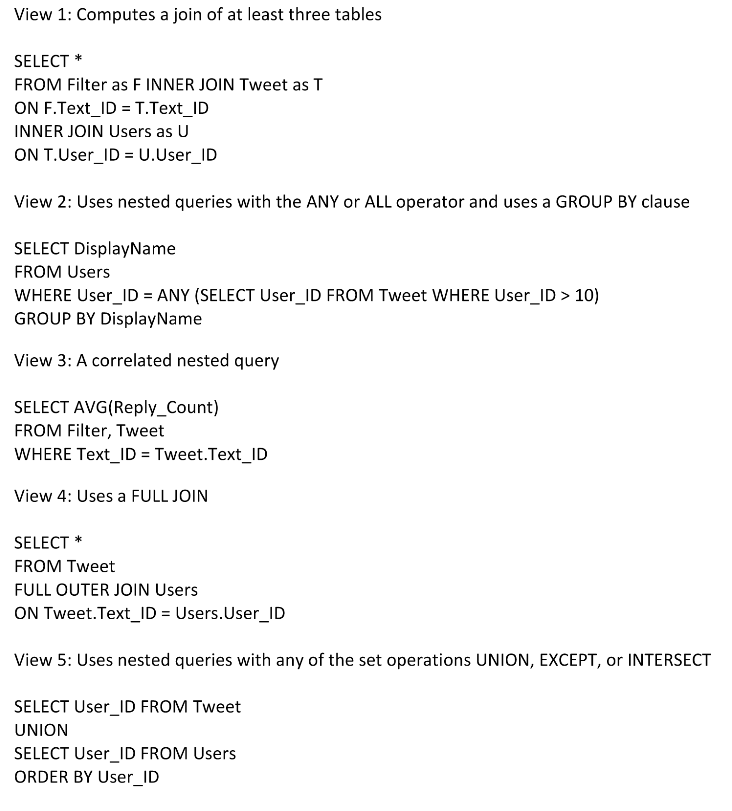 View 1: Computes a join of at least three tables
SELECT *
FROM Filter as F INNER JOIN Tweet as T
ON F.Text_ID = T.Text_ID
INNER JOIN Users as U
ON T.User_ID = U.User_ID
View 2: Uses nested queries with the ANY or ALL operator and uses a GROUP BY clause
SELECT DisplayName
FROM Users
WHERE User_ID = ANY (SELECT User_ID FROM Tweet WHERE User_ID > 10)
GROUP BY DisplayName
View 3: A correlated nested query
SELECT AVG(Reply_Count)
FROM Filter, Tweet
WHERE Text_ID = Tweet.Text_ID
View 4: Uses a FULL JOIN
SELECT *
FROM Tweet
FULL OUTER JOIN Users
ON Tweet.Text_ID = Users.User_ID
View 5: Uses nested queries with any of the set operations UNION, EXCEPT, or INTERSECT
SELECT User_ID FROM Tweet
UNION
SELECT User_ID FROM Users
ORDER BY User_ID